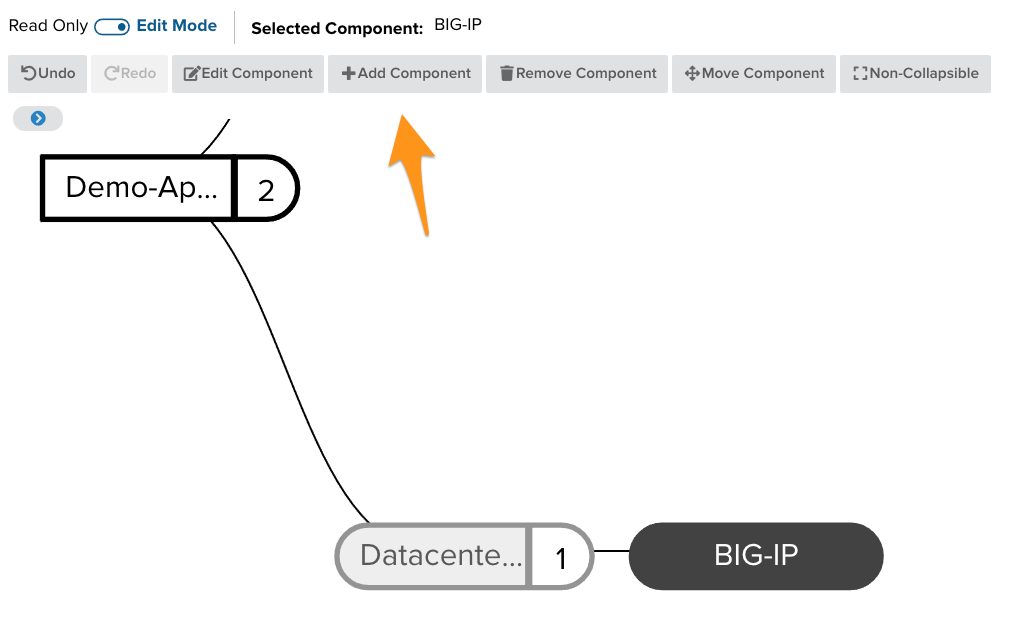 Read Only Edit Mode Selected Component: BIG-IP
Undo Redo Edit Component Add Component Remove Component Move Component Non-Collapsible
Demo-Ap... 2
Datacente... 1 BIG-IP